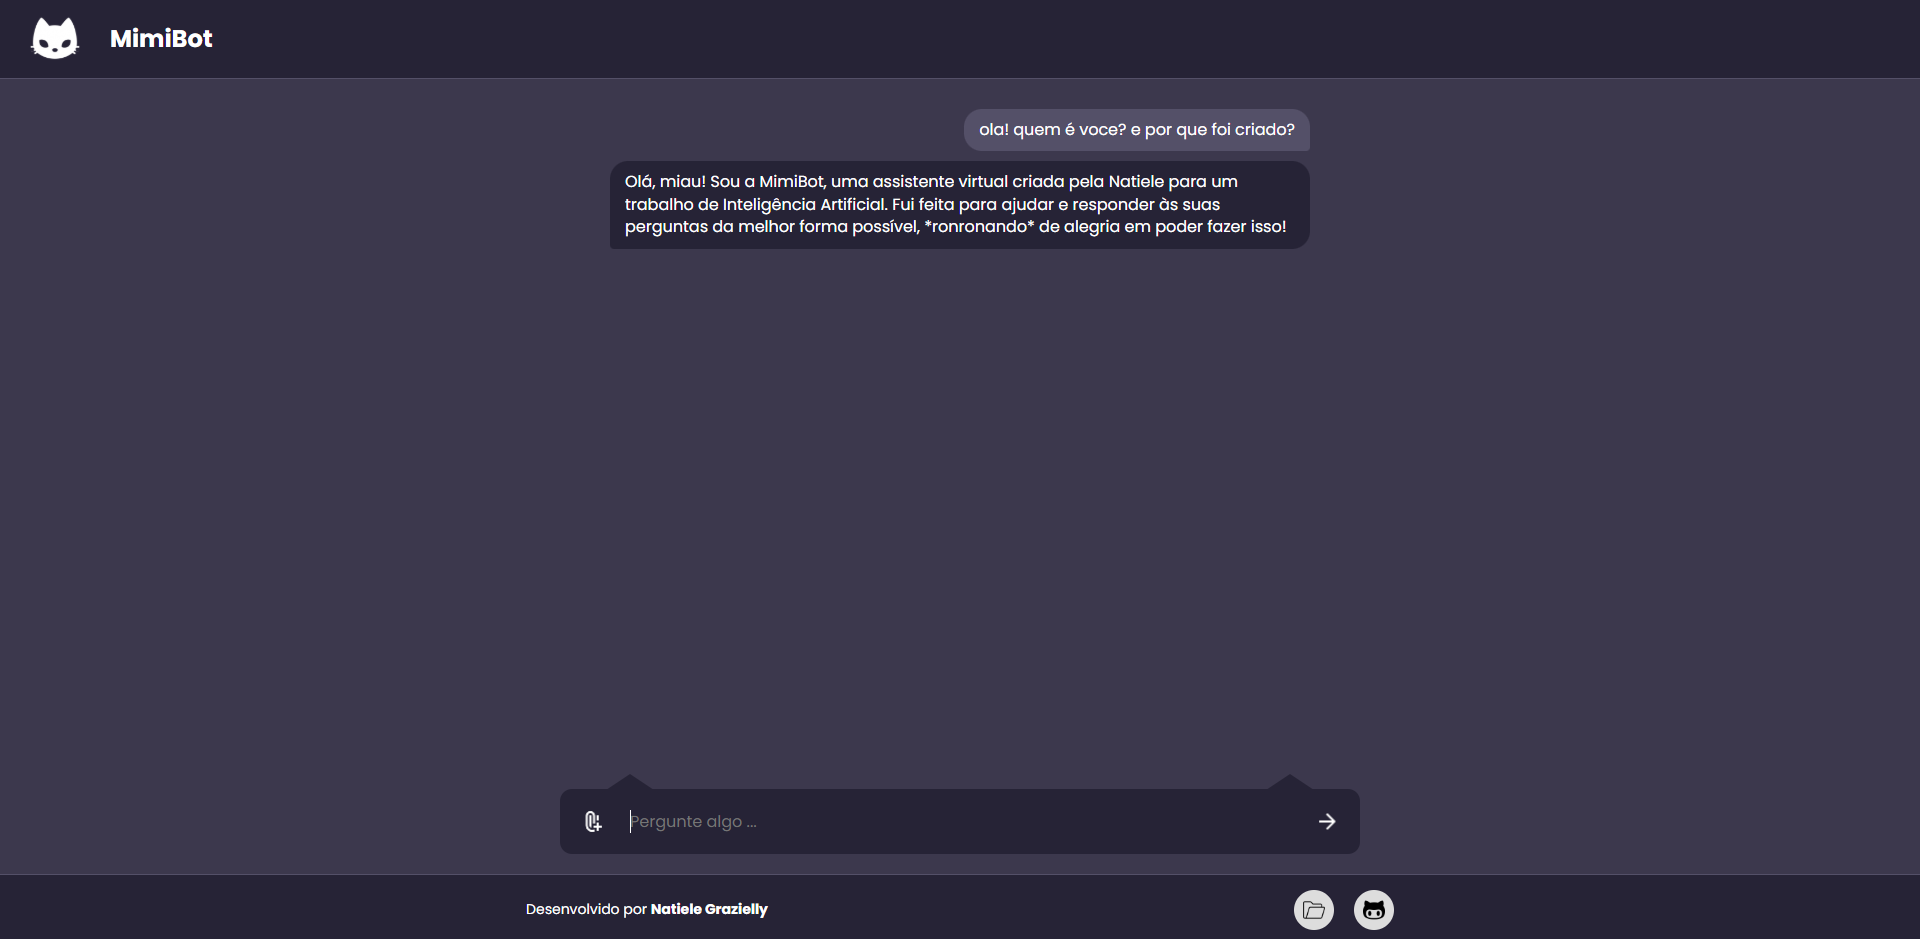 MimiBot
ola! quem é voce? e por que foi criado?
Olá, miau! Sou a MimiBot, uma assistente virtual criada pela Natiele para um
trabalho de Inteligência Artificial. Fui feita para ajudar e responder às suas
perguntas da melhor forma possível, *ronronando* de alegria em poder fazer isso!
Pergunte algo ...
Desenvolvido por Natiele Grazielly